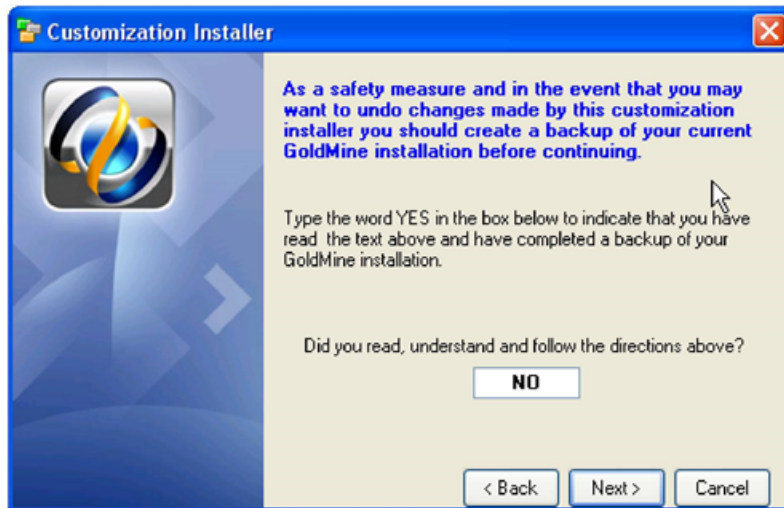 Customization Installer
As a safety measure and in the event that you may
want to undo changes made by this customization
installer you should create a backup of your current
GoldMine installation before continuing.
Type the word YES in the box below to indicate that you have
read  the text above and have completed a backup of your
GoldMine installation.
Did you read, understand and follow the directions above?
NO
< Back
Next >
Cancel